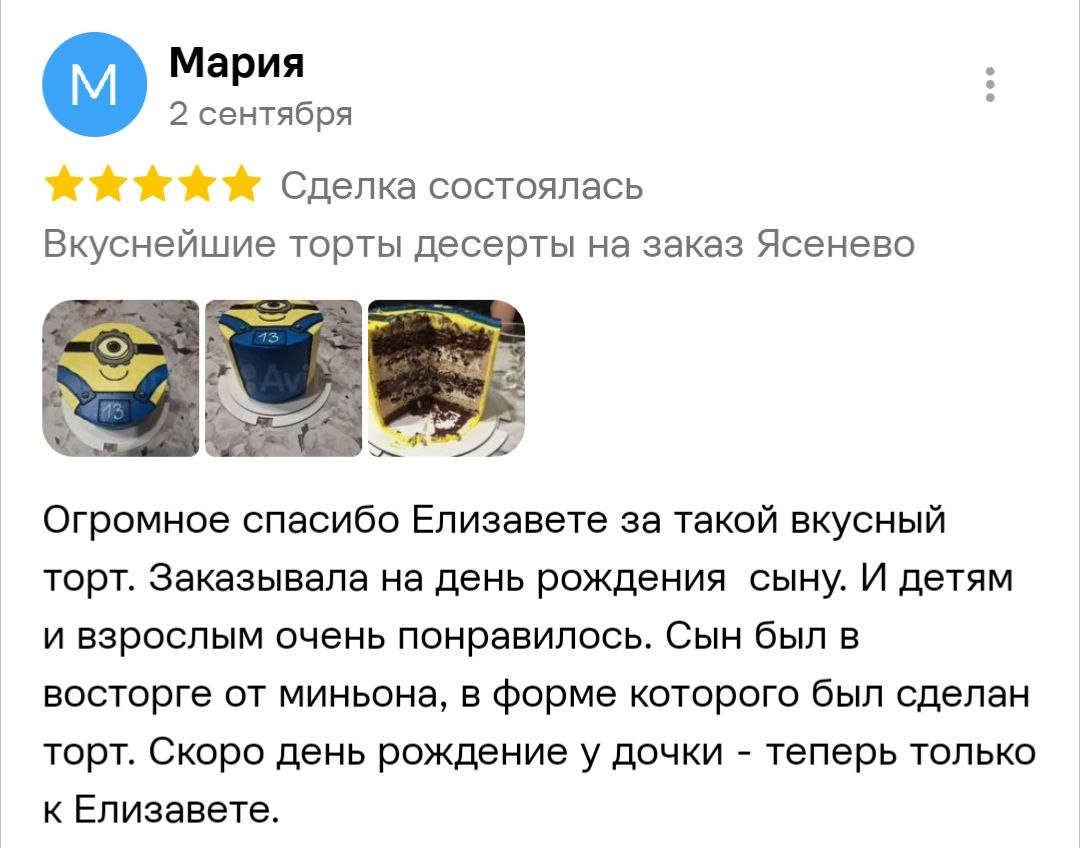 М
Мария
2 сентября
Сделка состоялась
Вкуснейшие торты десерты на заказ Ясенево
13
13
Avi
Огромное спасибо Елизавете за такой вкусный
торт. Заказывала на день рождения  сыну. И детям
и взрослым очень понравилось. Сын был в
восторге от миньона, в форме которого был сделан
торт. Скоро день рождение у дочки - теперь только
к Елизавете.